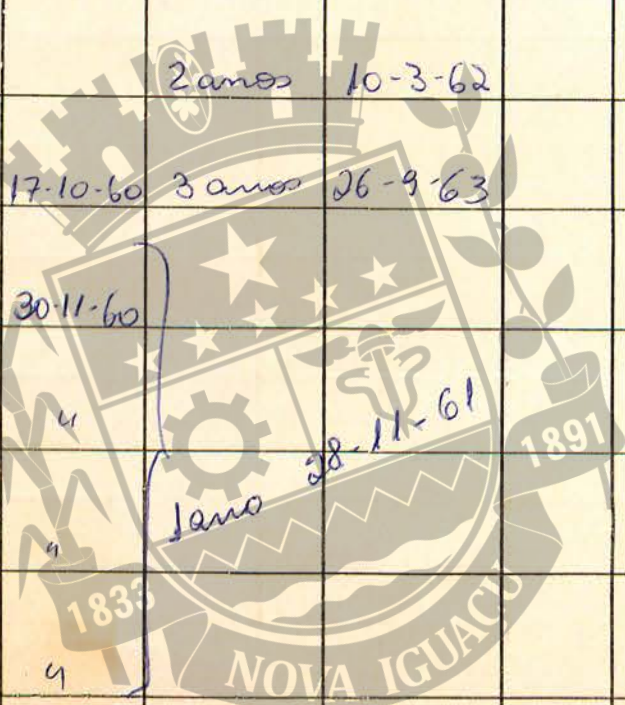 2 anos 10-3-62
17-10-60 3 anos 26-9-63
30-11-60
"
1 ano 28-11-61
"
"
1833
1891
NOVA IGUAÇU